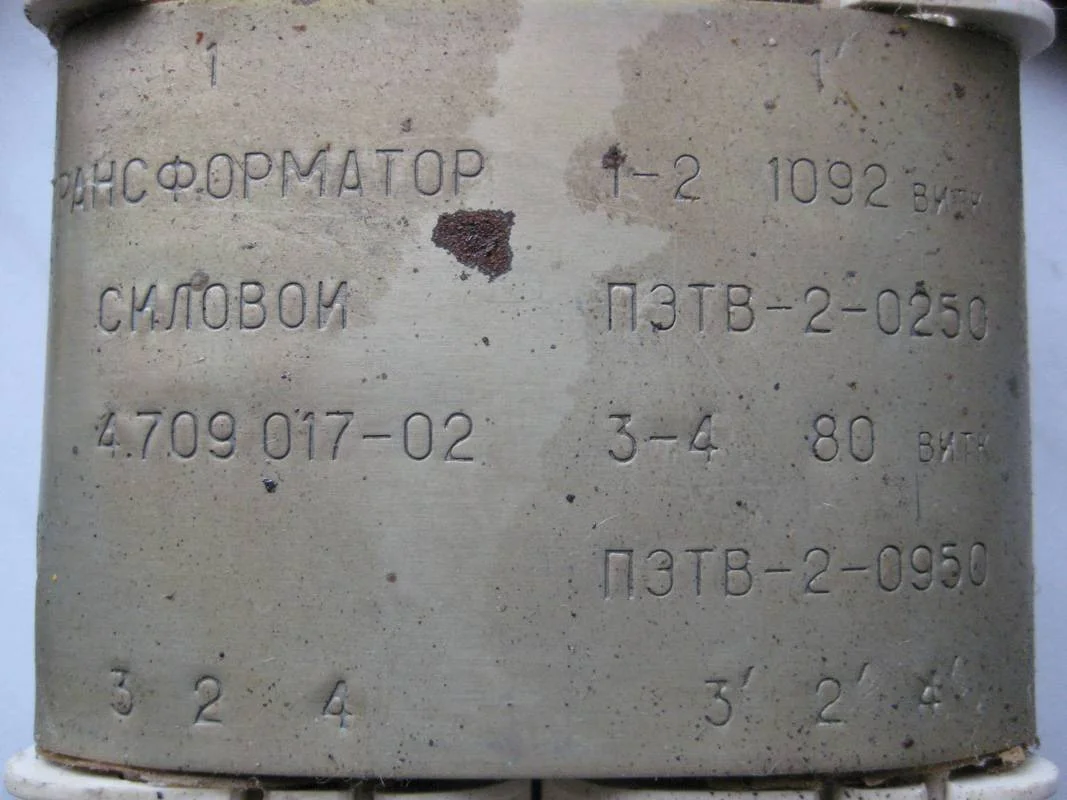 1 1′
ТРАНСФОРМАТОР 1-2 1092 витк
СИЛОВОЙ ПЭТВ-2-0250
4.709 017-02 3-4 80 витк
ПЭТВ-2-0950
3 2 4 3′ 2′ 4′